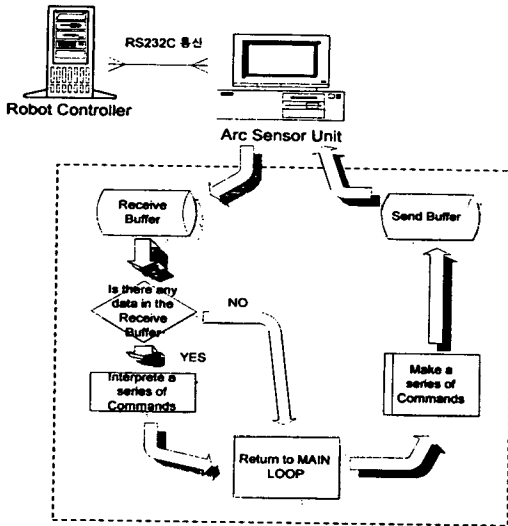 RS232C 통신
Robot Controller
Arc Sensor Unit
Receive
Buffer
Send Buffer
Is there any
data in the
Receive
Buffer
NO
YES
Interprete a
series of
Commands
Make a
series of
Commands
Return to MAIN
LOOP